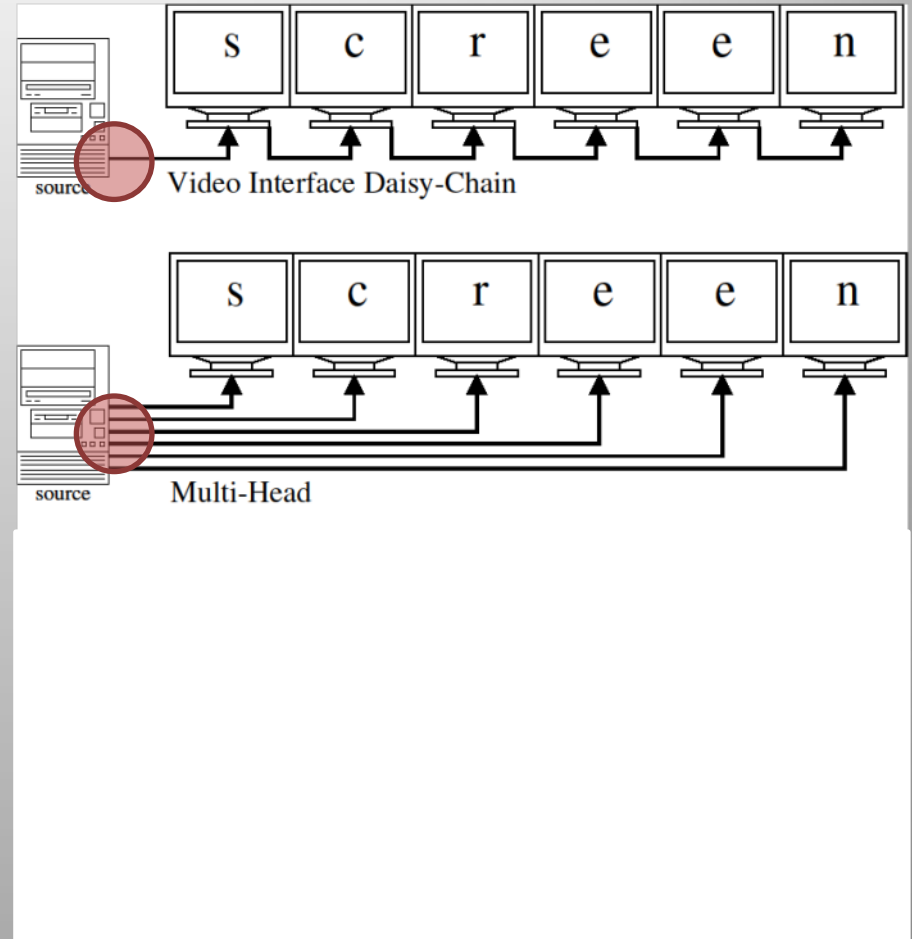 s c r e e n
source
Video Interface Daisy-Chain
s c r e e n
source
Multi-Head